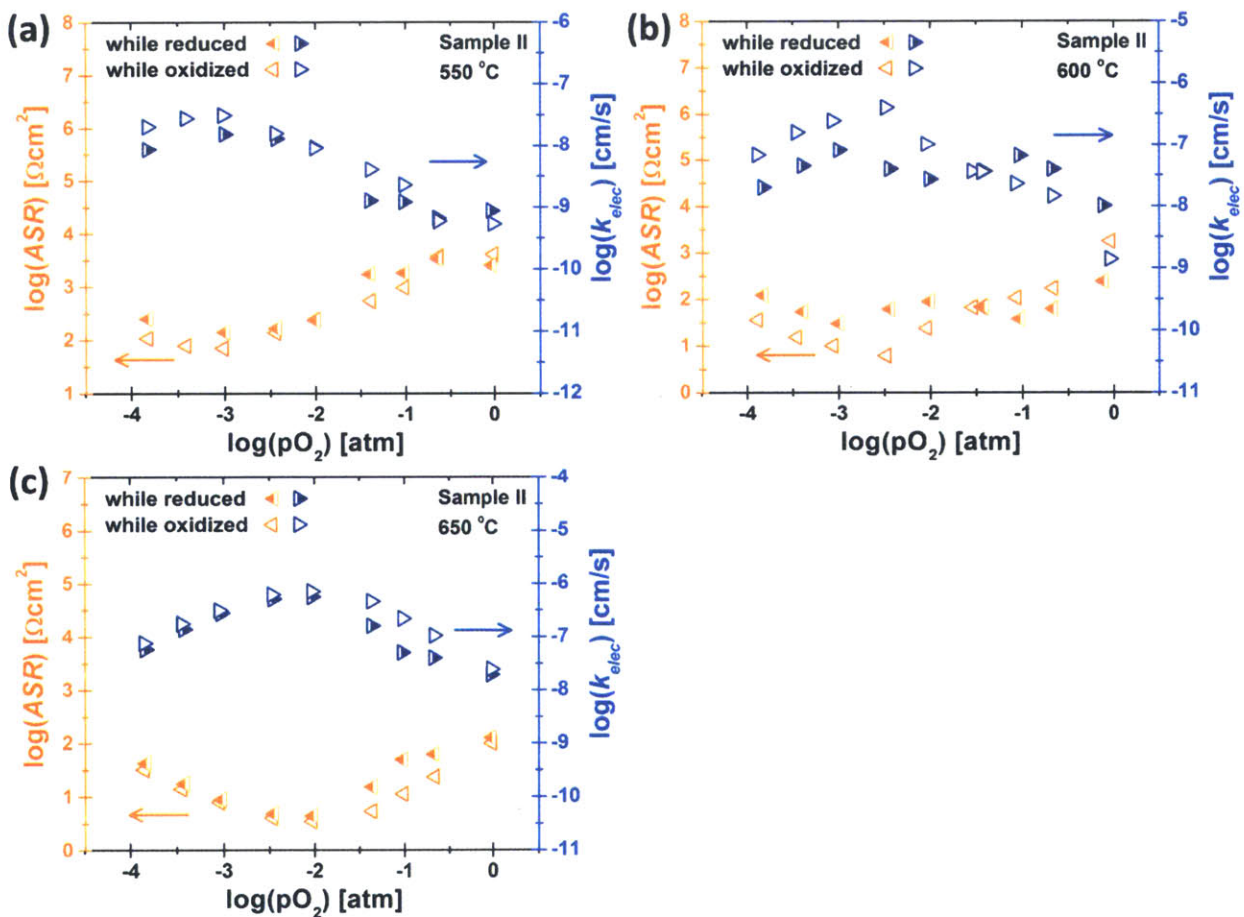 (a)
while reduced
while oxidized
Sample II
550 °C
log(ASR) [Ωcm²]
8
7
6
5
4
3
2
1
log(k_elec) [cm/s]
-6
-7
-8
-9
-10
-11
-12
-4 -3 -2 -1 0
log(pO₂) [atm]
(b)
while reduced
while oxidized
Sample II
600 °C
log(ASR) [Ωcm²]
8
7
6
5
4
3
2
1
0
log(k_elec) [cm/s]
-5
-6
-7
-8
-9
-10
-11
-4 -3 -2 -1 0
log(pO₂) [atm]
(c)
while reduced
while oxidized
Sample II
650 °C
log(ASR) [Ωcm²]
7
6
5
4
3
2
1
0
log(k_elec) [cm/s]
-4
-5
-6
-7
-8
-9
-10
-11
-4 -3 -2 -1 0
log(pO₂) [atm]